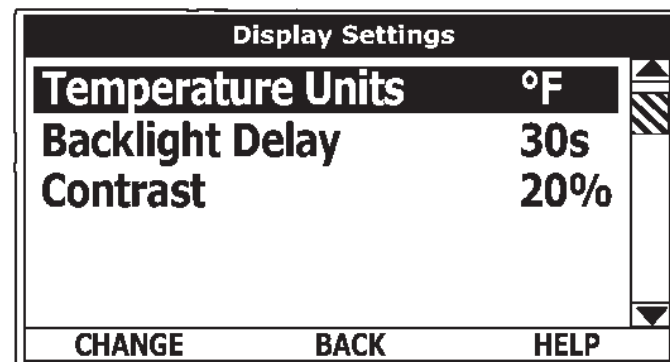 Display Settings
Temperature Units °F
Backlight Delay 30s
Contrast 20%
CHANGE BACK HELP